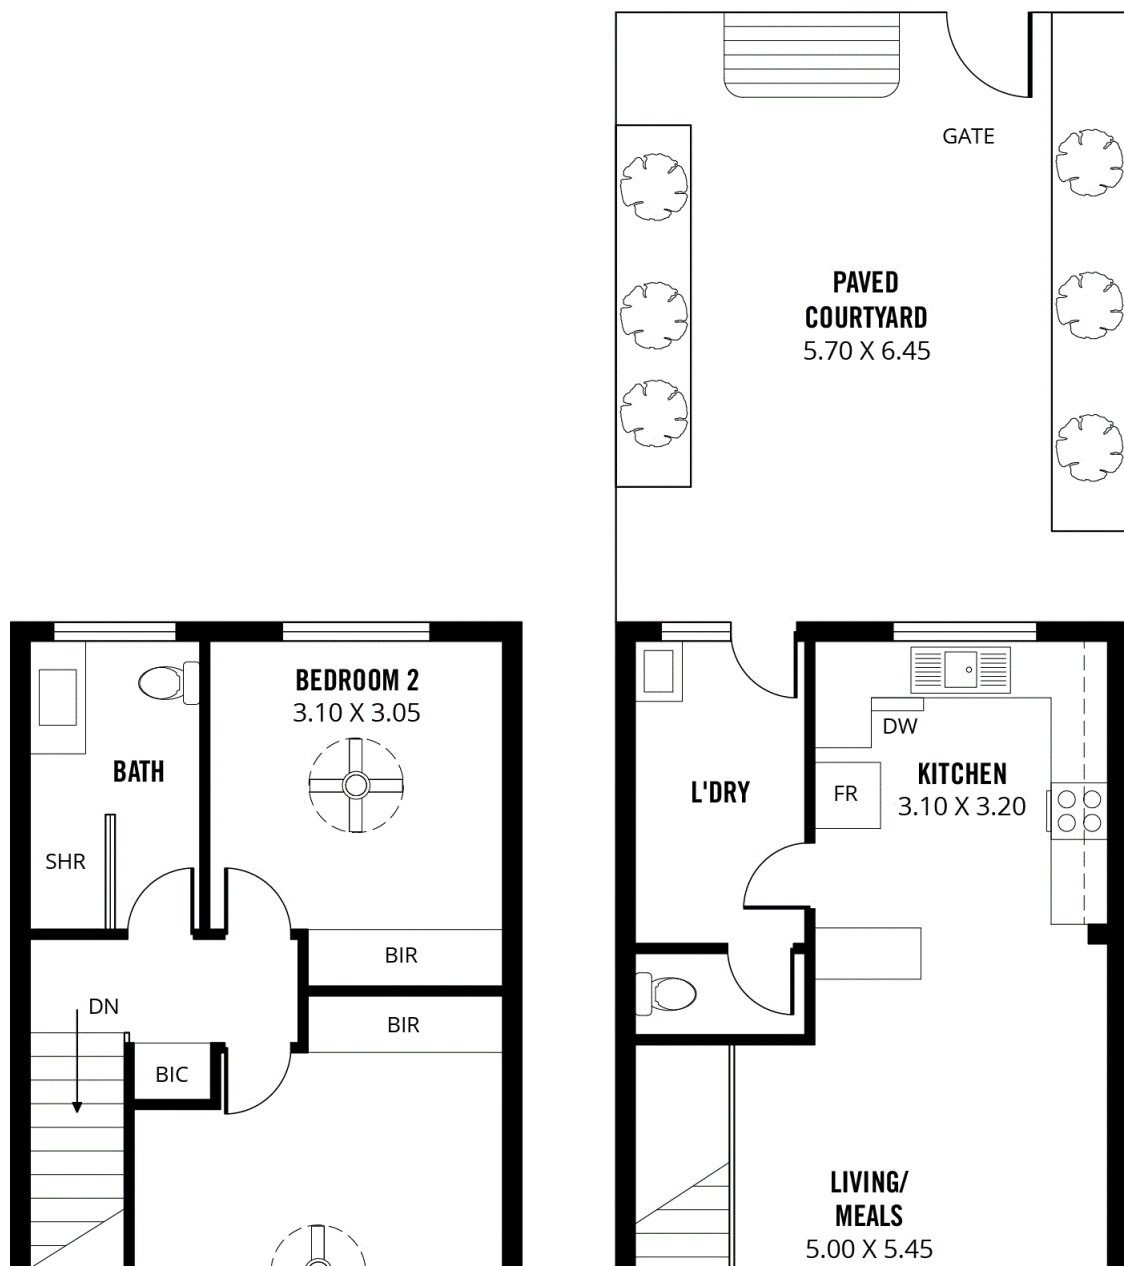 GATE
PAVED
COURTYARD
5.70 X 6.45
BEDROOM 2
3.10 X 3.05
BATH
SHR
BIR
DN
BIR
BIC
DW
L'DRY
FR
KITCHEN
3.10 X 3.20
LIVING/
MEALS
5.00 X 5.45